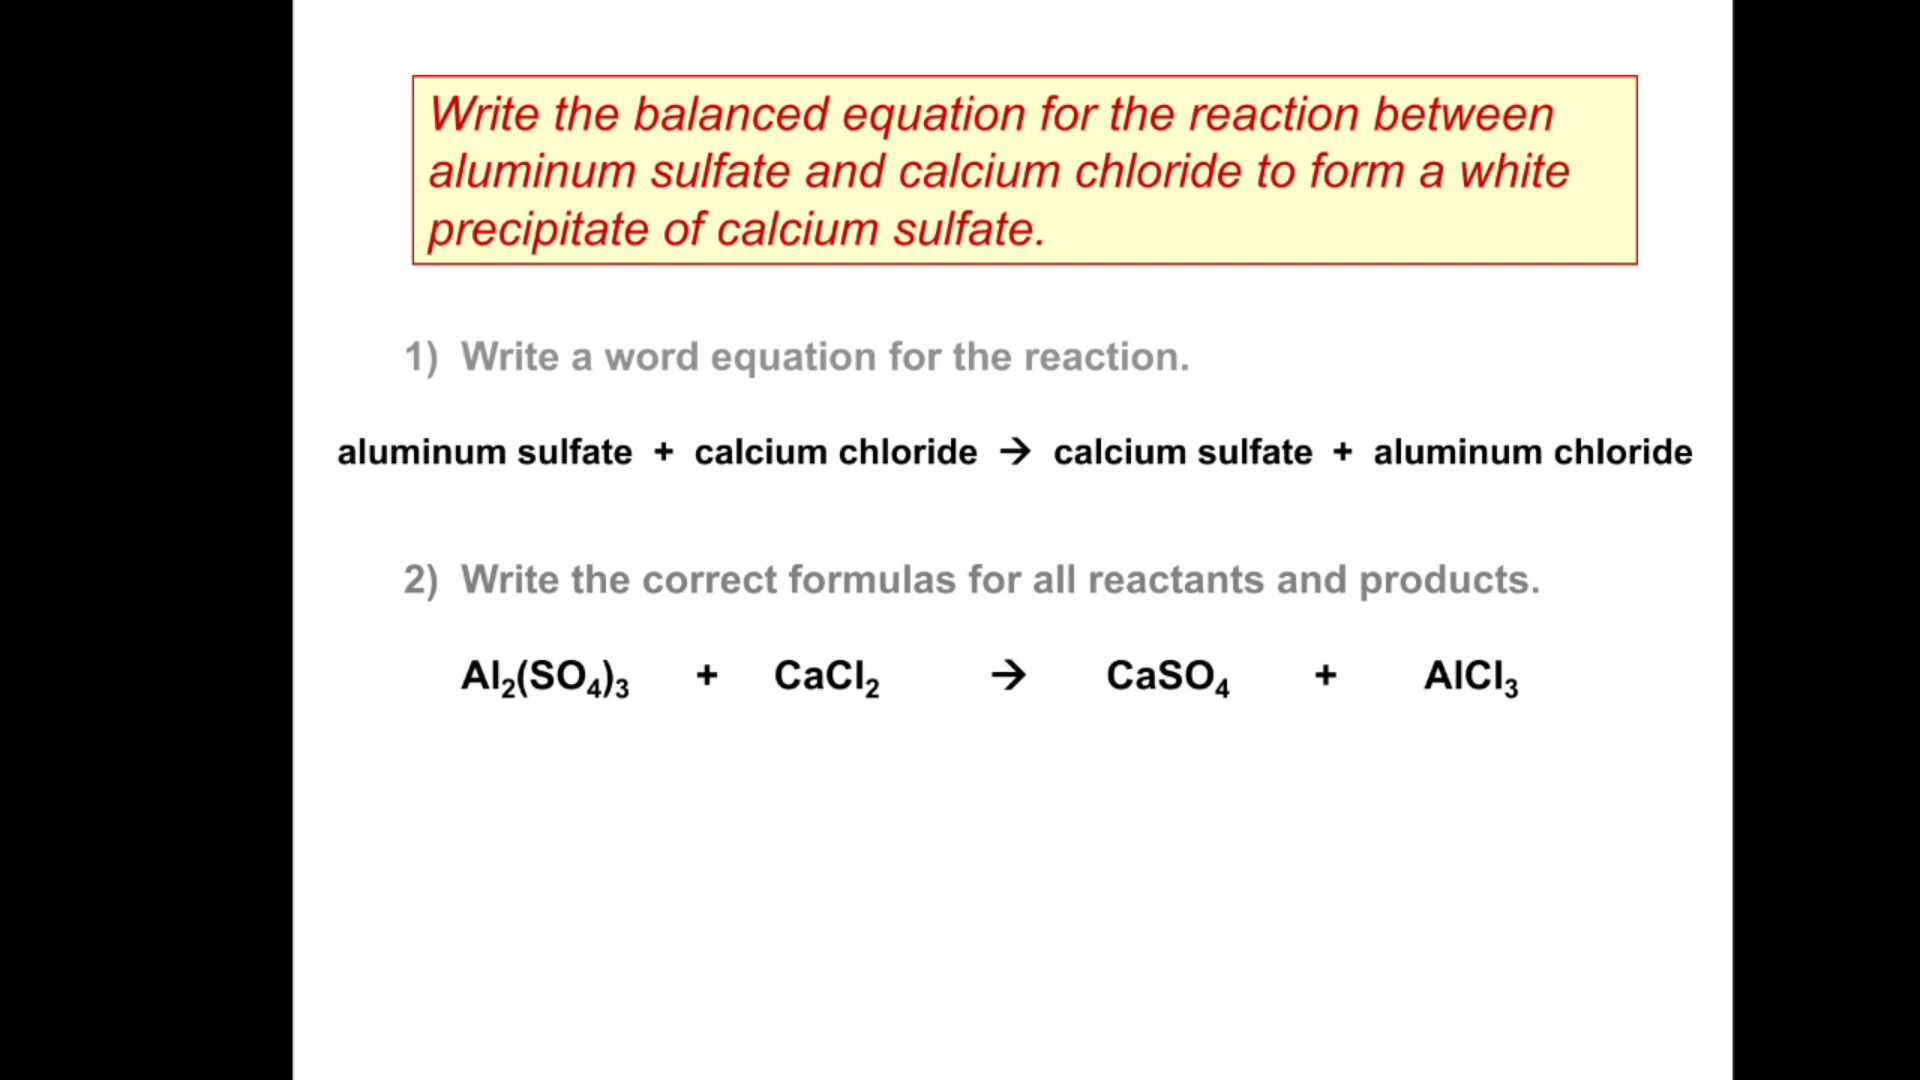 Write the balanced equation for the reaction between
aluminum sulfate and calcium chloride to form a white
precipitate of calcium sulfate.
1) Write a word equation for the reaction.
aluminum sulfate + calcium chloride → calcium sulfate + aluminum chloride
2) Write the correct formulas for all reactants and products.
Al₂(SO₄)₃ + CaCl₂ → CaSO₄ + AlCl₃